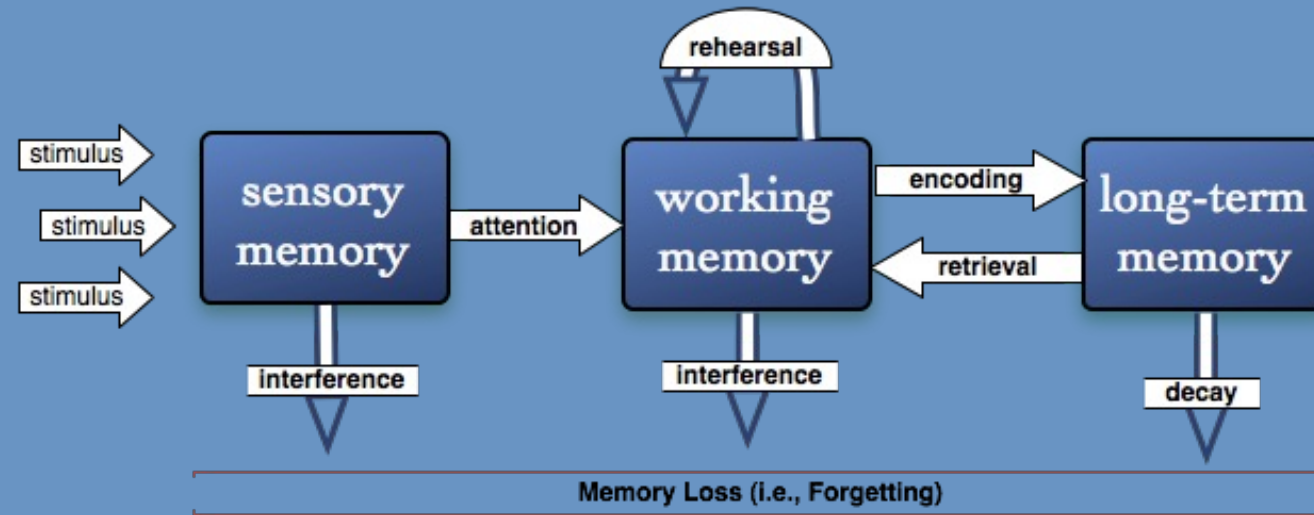 rehearsal
stimulus
stimulus
stimulus
sensory
memory
attention
working
memory
encoding
retrieval
long-term
memory
interference
interference
decay
Memory Loss (i.e., Forgetting)